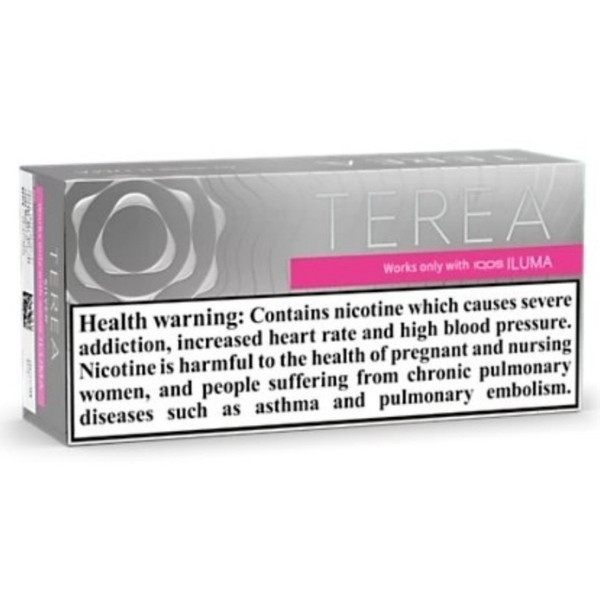 TEREA
TEREA
Works only with IQOS ILUMA
TEREA
SILVER
Health warning: Contains nicotine which causes severe
addiction, increased heart rate and high blood pressure.
Nicotine is harmful to the health of pregnant and nursing
women, and people suffering from chronic pulmonary
diseases such as asthma and pulmonary embolism.